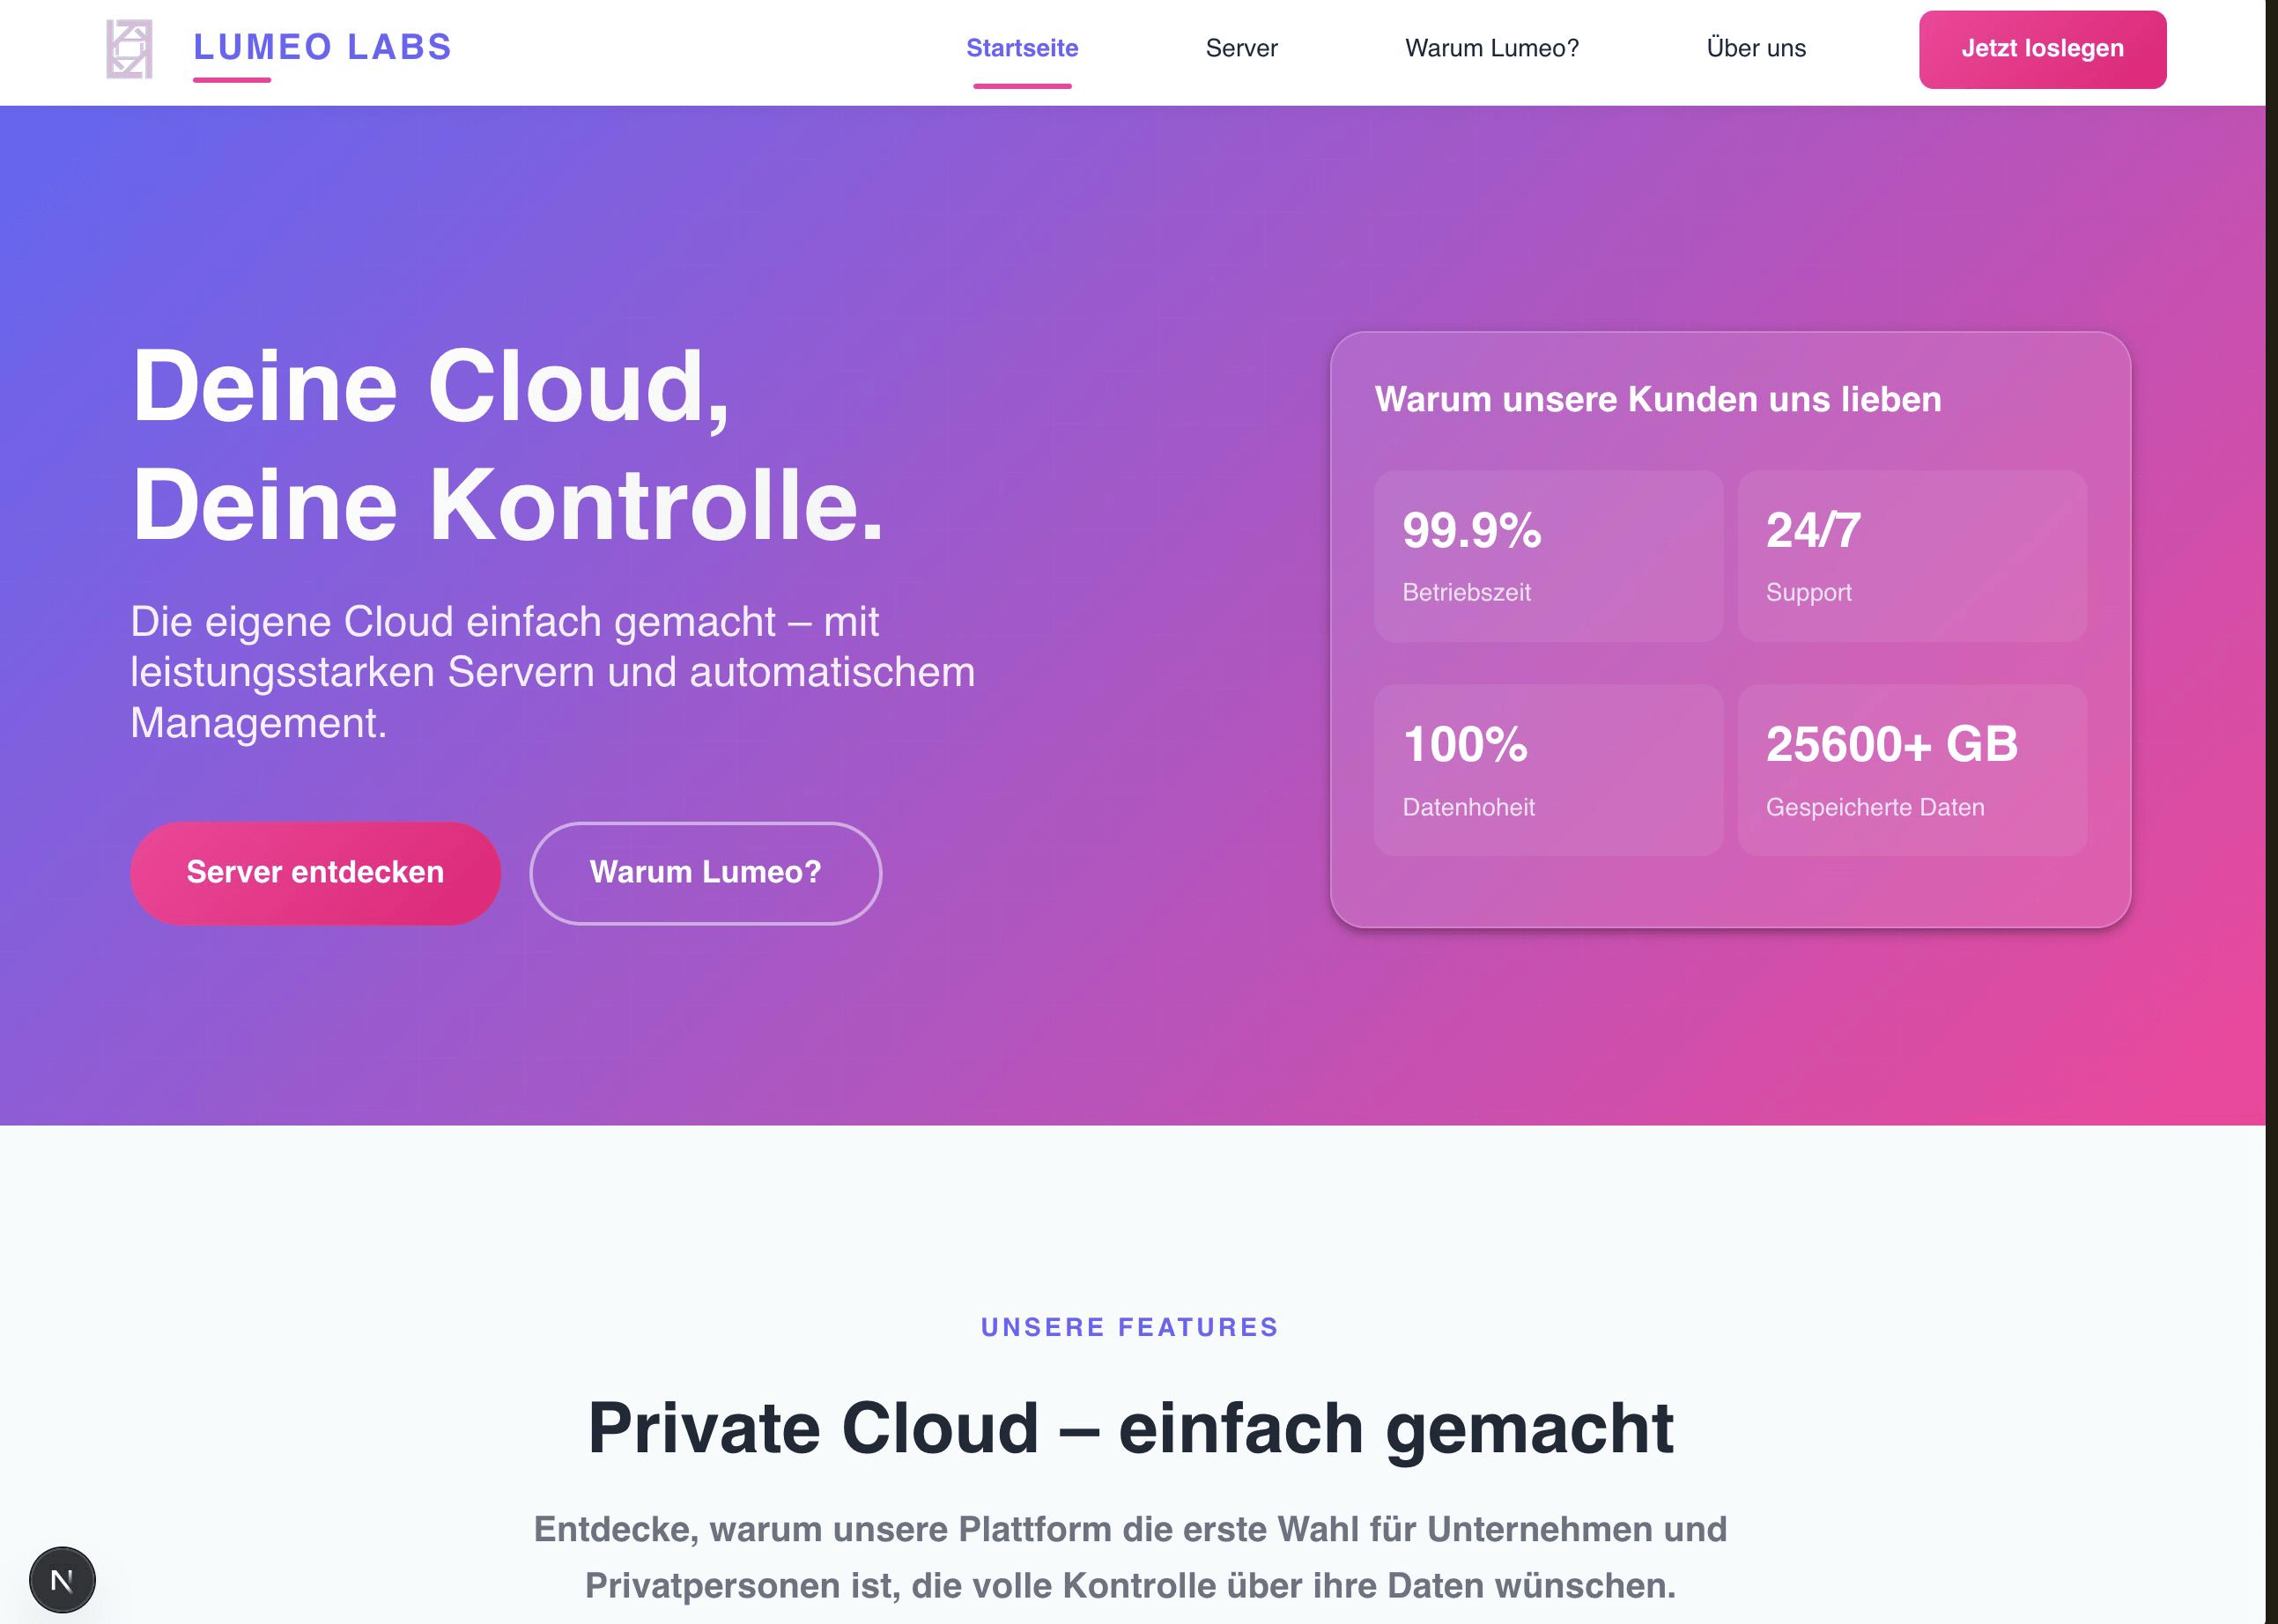 LUMEO LABS
Startseite
Server
Warum Lumeo?
Über uns
Jetzt loslegen
Deine Cloud,
Deine Kontrolle.
Die eigene Cloud einfach gemacht – mit
leistungsstarken Servern und automatischem
Management.
Server entdecken
Warum Lumeo?
Warum unsere Kunden uns lieben
99.9%
Betriebszeit
24/7
Support
100%
Datenhoheit
25600+ GB
Gespeicherte Daten
UNSERE FEATURES
Private Cloud – einfach gemacht
Entdecke, warum unsere Plattform die erste Wahl für Unternehmen und
Privatpersonen ist, die volle Kontrolle über ihre Daten wünschen.
N